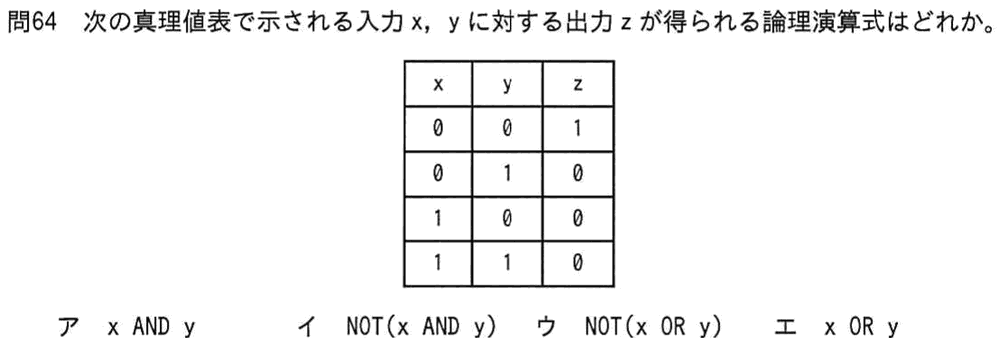 問64 次の真理値表で示される入力 x，y に対する出力 z が得られる論理演算式はどれか。
x y z
0 0 1
0 1 0
1 0 0
1 1 0
ア x AND y イ NOT(x AND y) ウ NOT(x OR y) エ x OR y